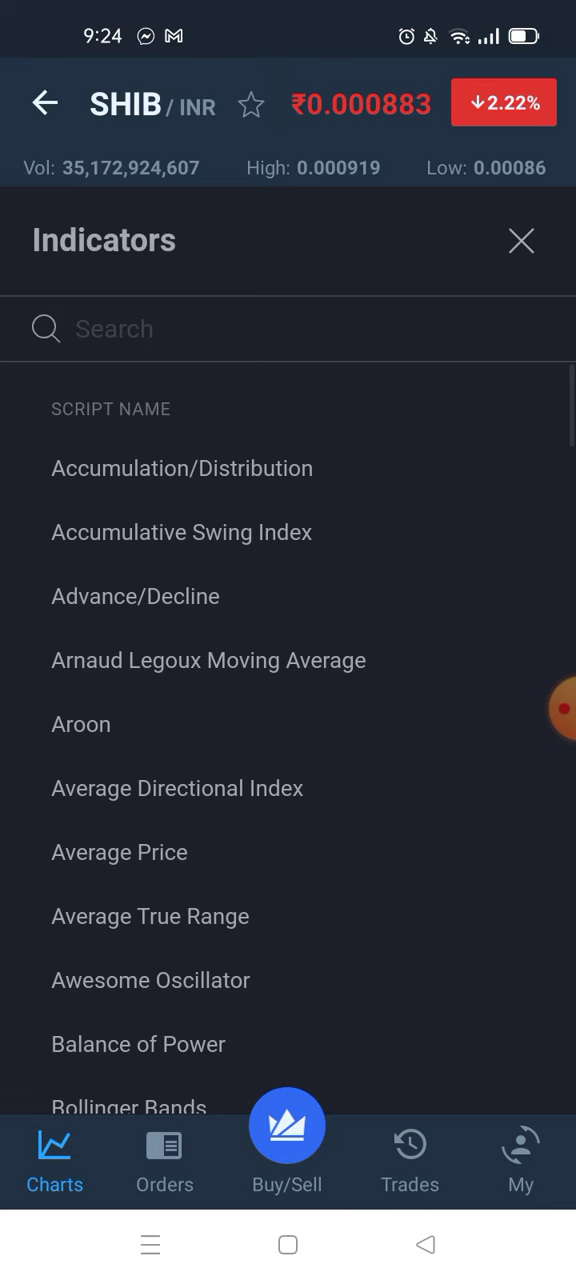 9:24
SHIB / INR ₹0.000883 ↓2.22%
Vol: 35,172,924,607 High: 0.000919 Low: 0.00086
Indicators
Search
SCRIPT NAME
Accumulation/Distribution
Accumulative Swing Index
Advance/Decline
Arnaud Legoux Moving Average
Aroon
Average Directional Index
Average Price
Average True Range
Awesome Oscillator
Balance of Power
Bollinger Bands
Charts Orders Buy/Sell Trades My